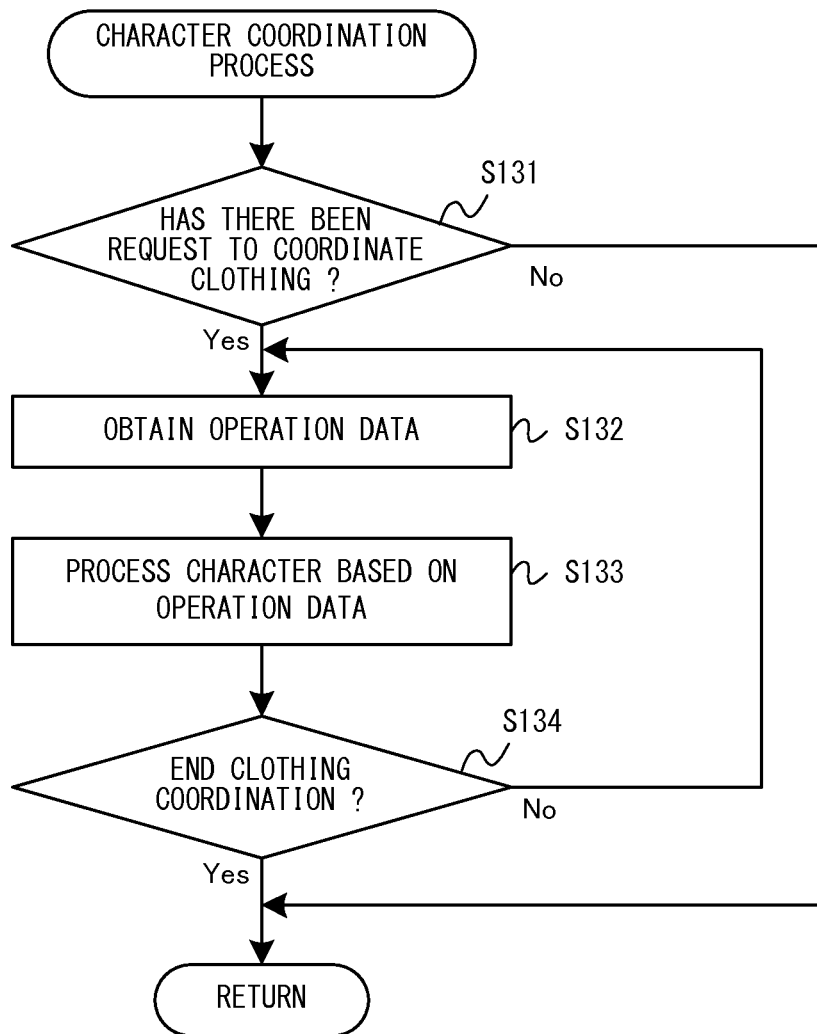 CHARACTER COORDINATION
PROCESS
S131
HAS THERE BEEN
REQUEST TO COORDINATE
CLOTHING ?
No
Yes
OBTAIN OPERATION DATA
S132
PROCESS CHARACTER BASED ON
OPERATION DATA
S133
S134
END CLOTHING
COORDINATION ?
No
Yes
RETURN